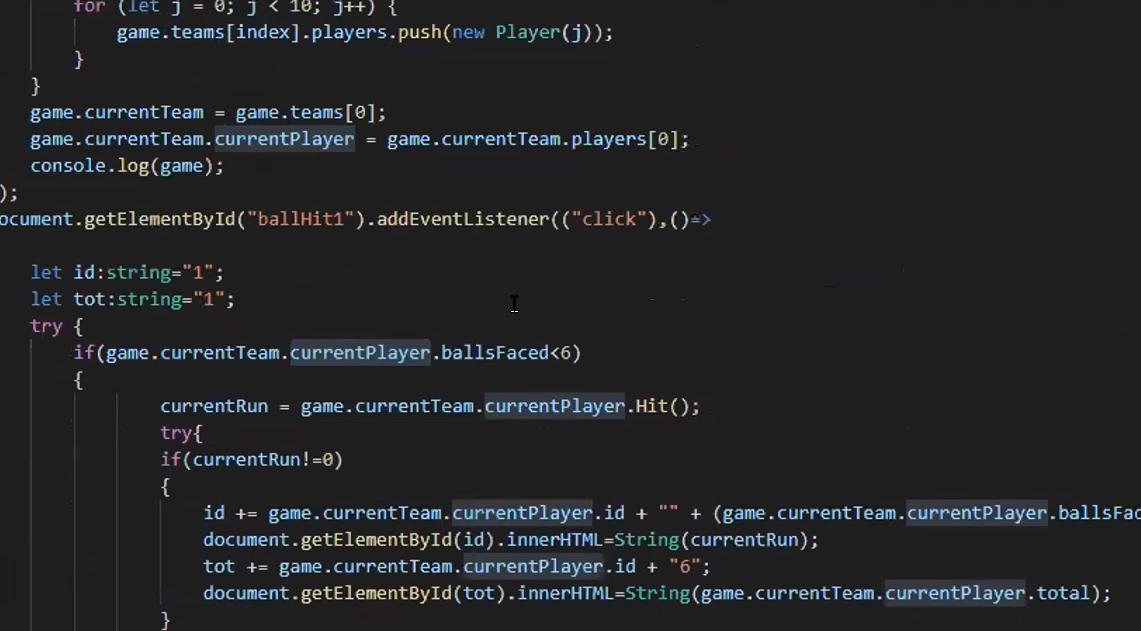 for (let j = 0; j < 10; j++) {
game.teams[index].players.push(new Player(j));
}
}
game.currentTeam = game.teams[0];
game.currentTeam.currentPlayer = game.currentTeam.players[0];
console.log(game);
);
ocument.getElementById("ballHit1").addEventListener(("click"),()=>
let id:string="1";
let tot:string="1";
try {
if(game.currentTeam.currentPlayer.ballsFaced<6)
{
currentRun = game.currentTeam.currentPlayer.Hit();
try{
if(currentRun!=0)
{
id += game.currentTeam.currentPlayer.id + "" + (game.currentTeam.currentPlayer.ballsFac
document.getElementById(id).innerHTML=String(currentRun);
tot += game.currentTeam.currentPlayer.id + "6";
document.getElementById(tot).innerHTML=String(game.currentTeam.currentPlayer.total);
}